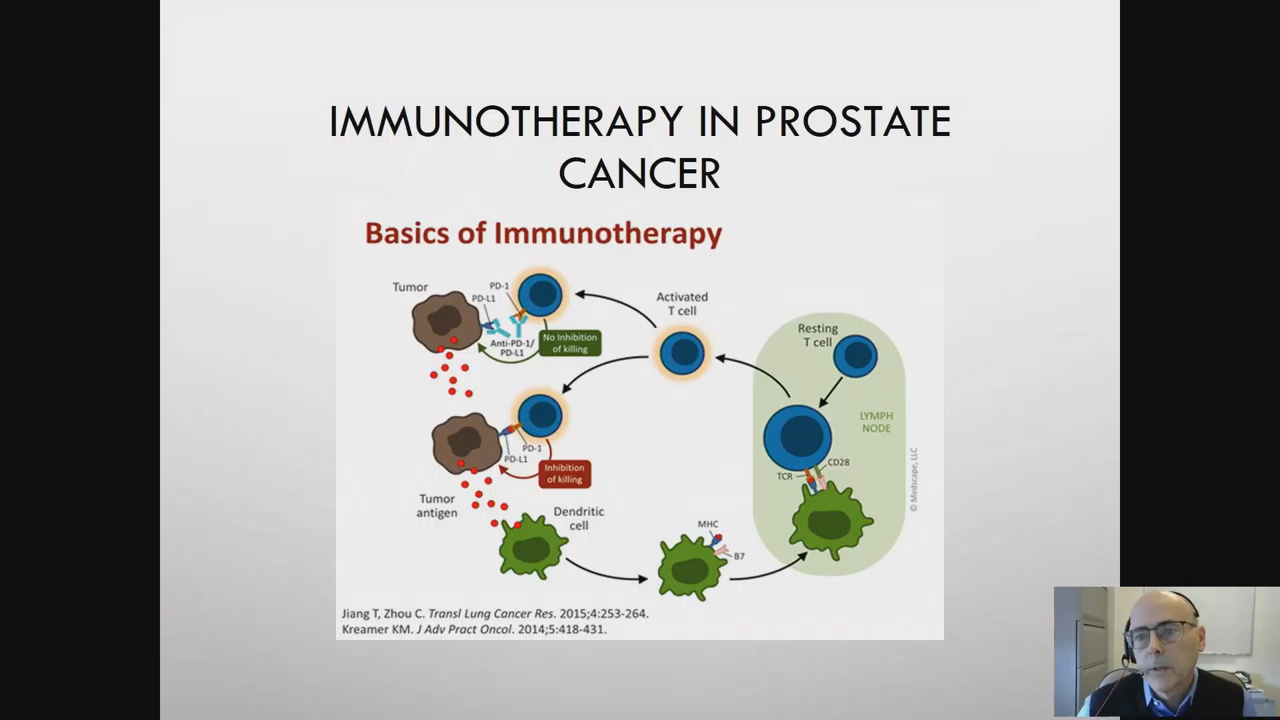 IMMUNOTHERAPY IN PROSTATE
CANCER
Basics of Immunotherapy
Tumor
PD-1
PD-L1
Anti-PD-1/
PD-L1
No Inhibition
of killing
Activated
T cell
Resting
T cell
LYMPH
NODE
PD-1
PD-L1
Inhibition
of killing
CD28
TCR
Tumor
antigen
Dendritic
cell
MHC
B7
© Medscape, LLC
Jiang T, Zhou C. Transl Lung Cancer Res. 2015;4:253-264.
Kreamer KM. J Adv Pract Oncol. 2014;5:418-431.